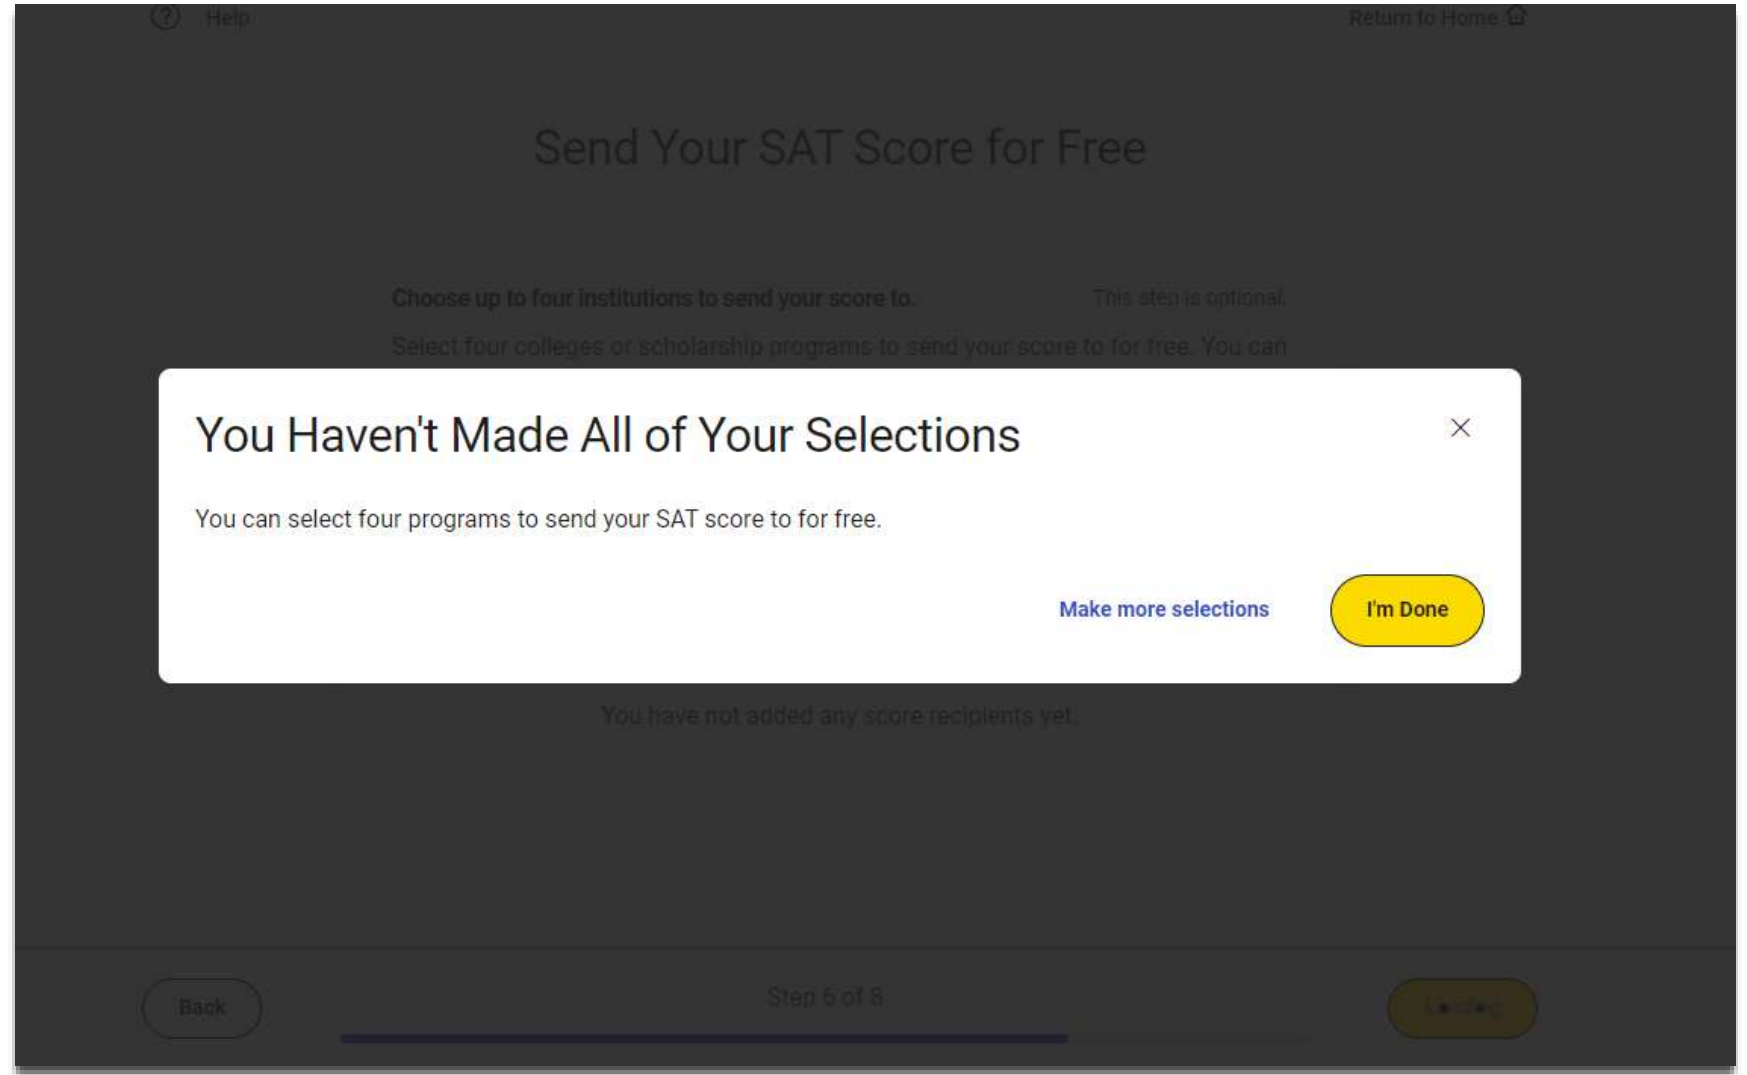 Help
Return to Home
Send Your SAT Score for Free
Choose up to four institutions to send your score to.
This step is optional.
Select four colleges or scholarship programs to send your score to for free. You can
You Haven't Made All of Your Selections
You can select four programs to send your SAT score to for free.
Make more selections
I'm Done
You have not added any score recipients yet.
Back
Step 6 of 8